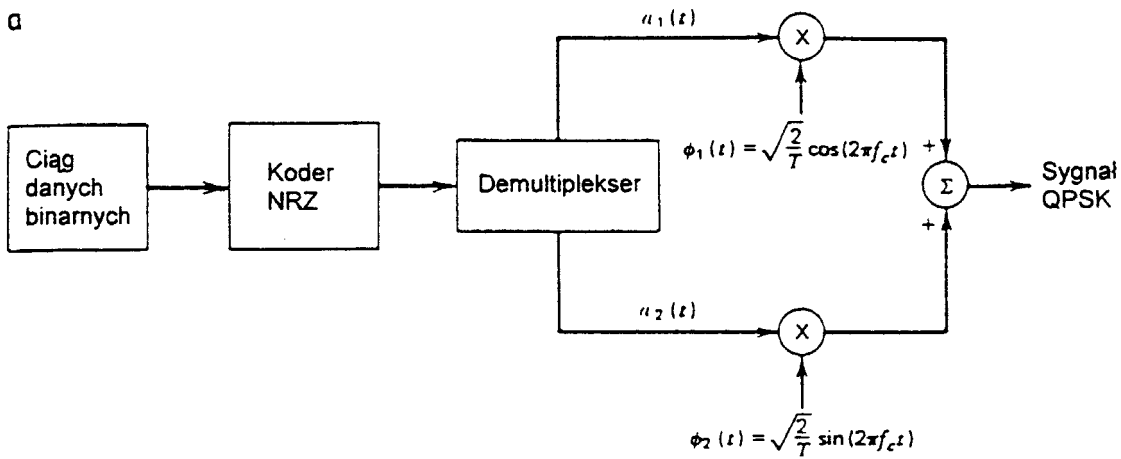 a
a₁(t)
X
ϕ₁(t) = √(2/T) cos(2πf_c t)
Ciąg
danych
binarnych
Koder
NRZ
Demultiplekser
+
Σ
+
Sygnał
QPSK
a₂(t)
X
ϕ₂(t) = √(2/T) sin(2πf_c t)